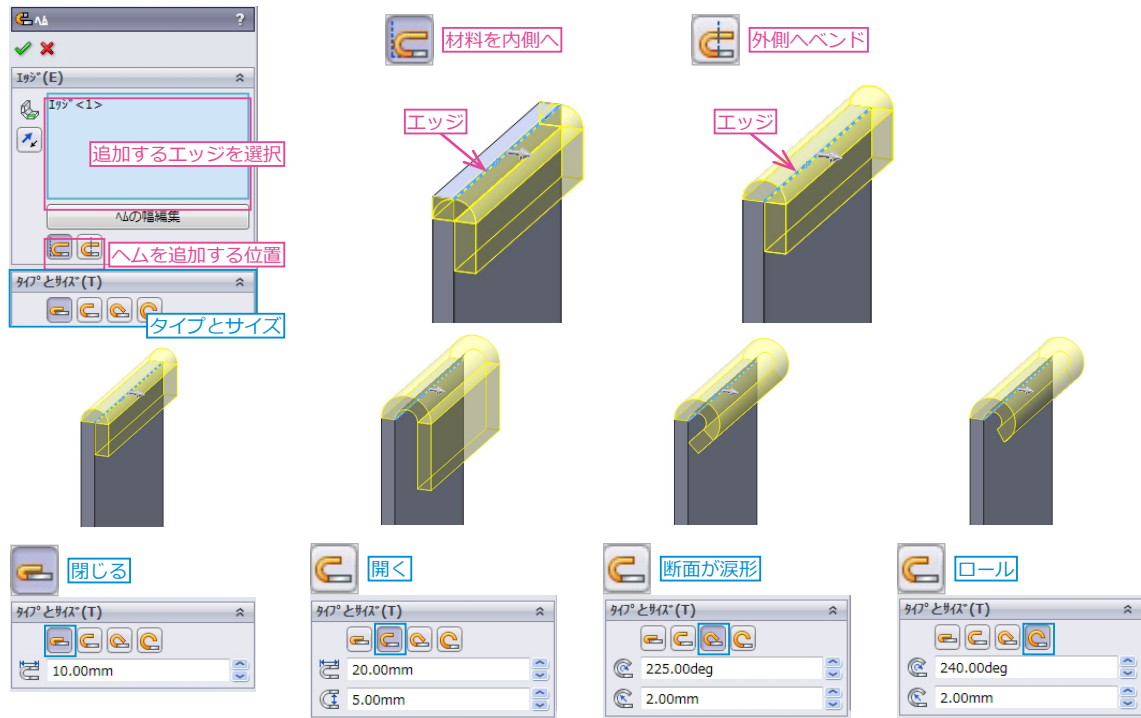 ヘム
?
材料を内側へ
外側へベンド
エッジ(E)
エッジ<1>
エッジ
エッジ
追加するエッジを選択
ヘムの幅編集
ヘムを追加する位置
タイプとサイズ(T)
タイプとサイズ
閉じる
開く
断面が涙形
ロール
タイプとサイズ(T)
タイプとサイズ(T)
タイプとサイズ(T)
タイプとサイズ(T)
10.00mm
20.00mm
225.00deg
240.00deg
5.00mm
2.00mm
2.00mm